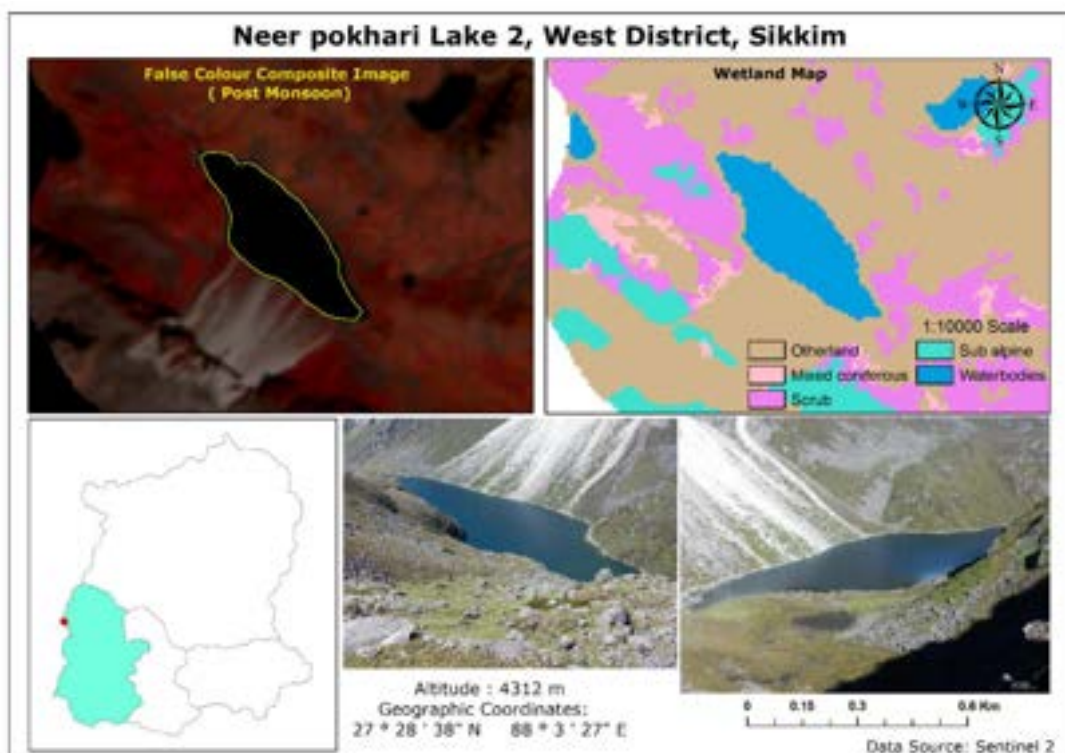 Neer pokhari Lake 2, West District, Sikkim
False Colour Composite Image
( Post Monsoon)
Wetland Map
N
W E
S
1:10000 Scale
Otherland
Mixed coniferous
Scrub
Sub alpine
Waterbodies
Altitude : 4312 m
Geographic Coordinates:
27 ° 28 ' 38" N 88 ° 3 ' 27" E
0 0.15 0.3 0.6 Km
Data Source: Sentinel 2